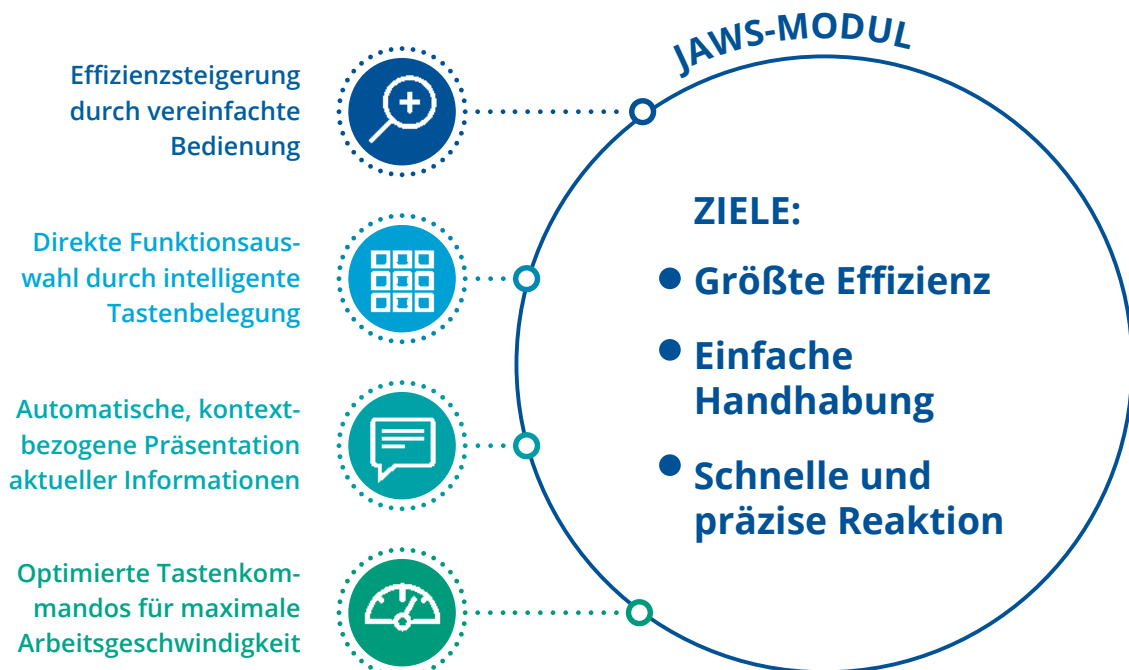 JAWS-MODUL
Effizienzsteigerung
durch vereinfachte
Bedienung
Direkte Funktionsaus-
wahl durch intelligente
Tastenbelegung
Automatische, kontext-
bezogene Präsentation
aktueller Informationen
Optimierte Tastenkom-
mandos für maximale
Arbeitsgeschwindigkeit
ZIELE:
● Größte Effizienz
● Einfache
Handhabung
● Schnelle und
präzise Reaktion